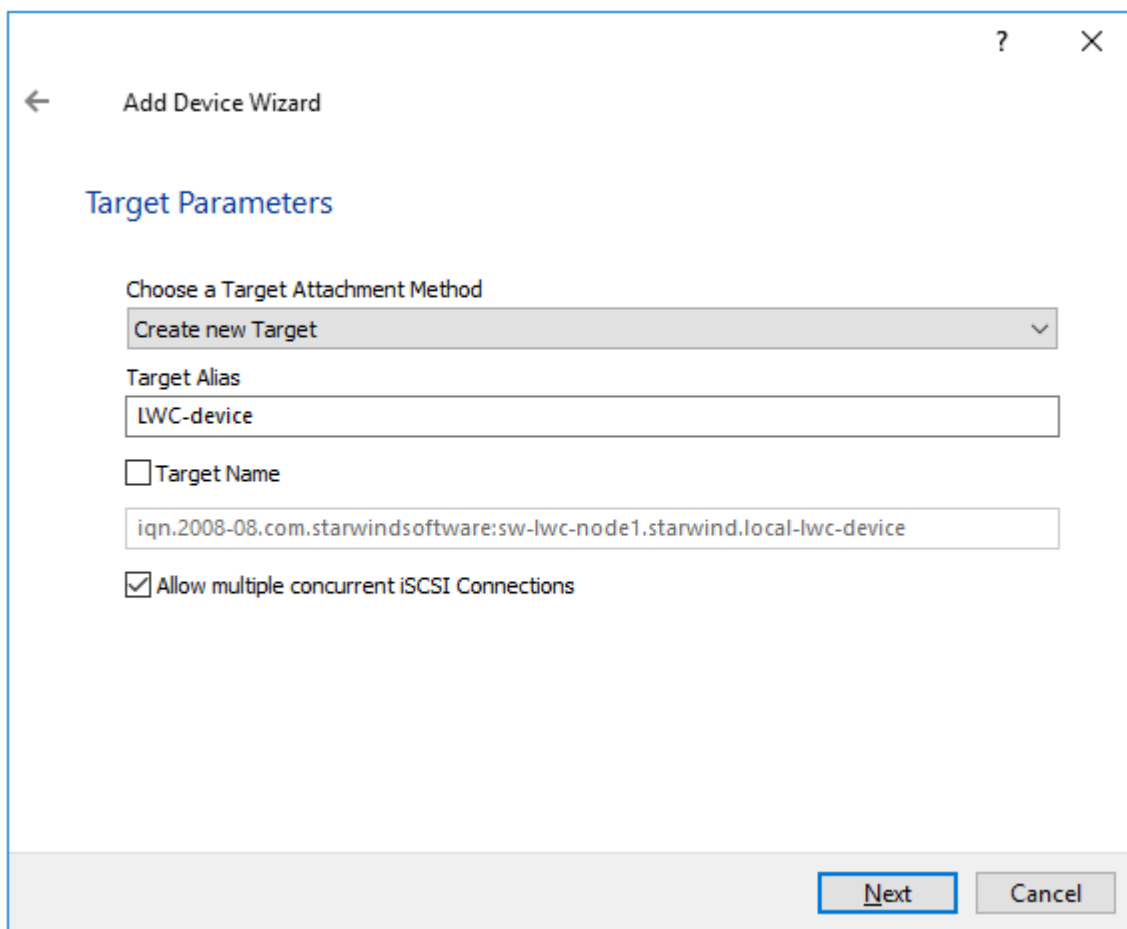 ?
Add Device Wizard
Target Parameters
Choose a Target Attachment Method
Create new Target
Target Alias
LWC-device
Target Name
iqn.2008-08.com.starwindsoftware:sw-lwc-node1.starwind.local-lwc-device
Allow multiple concurrent iSCSI Connections
Next Cancel